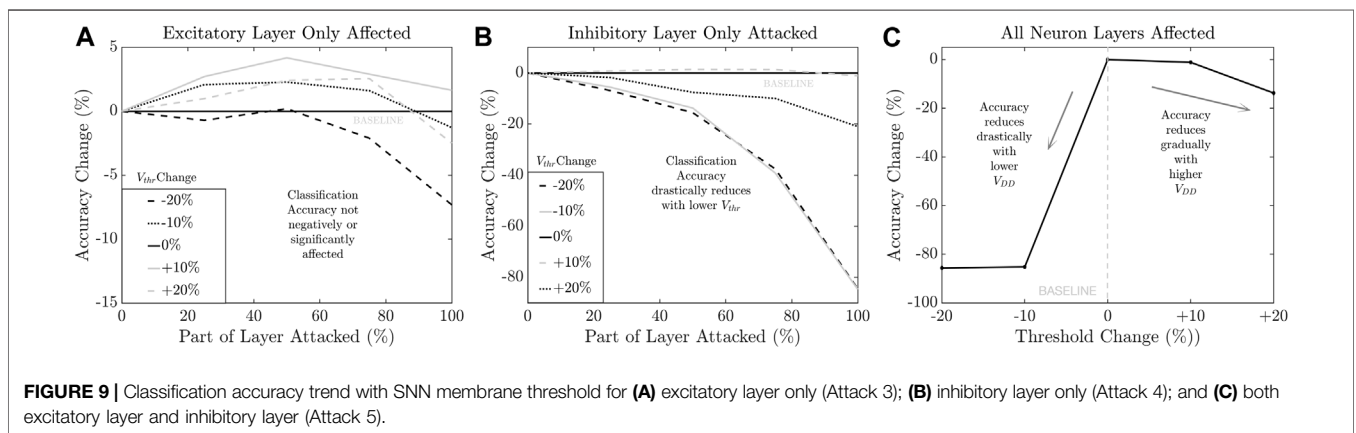 A
Excitatory Layer Only Affected
5
0
-5
-10
-15
Accuracy Change (%)
BASELINE
V_thr Change
-20%
-10%
0%
+10%
+20%
Classification
Accuracy not
negatively or
significantly
affected
0 20 40 60 80 100
Part of Layer Attacked (%)
B
Inhibitory Layer Only Attacked
0
-20
-40
-60
-80
Accuracy Change (%)
BASELINE
V_thr Change
-20%
-10%
0%
+10%
+20%
Classification
Accuracy
drastically reduces
with lower V_thr
0 20 40 60 80 100
Part of Layer Attacked (%)
C
All Neuron Layers Affected
0
-20
-40
-60
-80
-100
Accuracy Change (%)
Accuracy
reduces
drastically
with
lower
V_DD
Accuracy
reduces
gradually
with
higher
V_DD
BASELINE
-20 -10 0 +10 +20
Threshold Change (%))
FIGURE 9 | Classification accuracy trend with SNN membrane threshold for (A) excitatory layer only (Attack 3); (B) inhibitory layer only (Attack 4); and (C) both
excitatory layer and inhibitory layer (Attack 5).